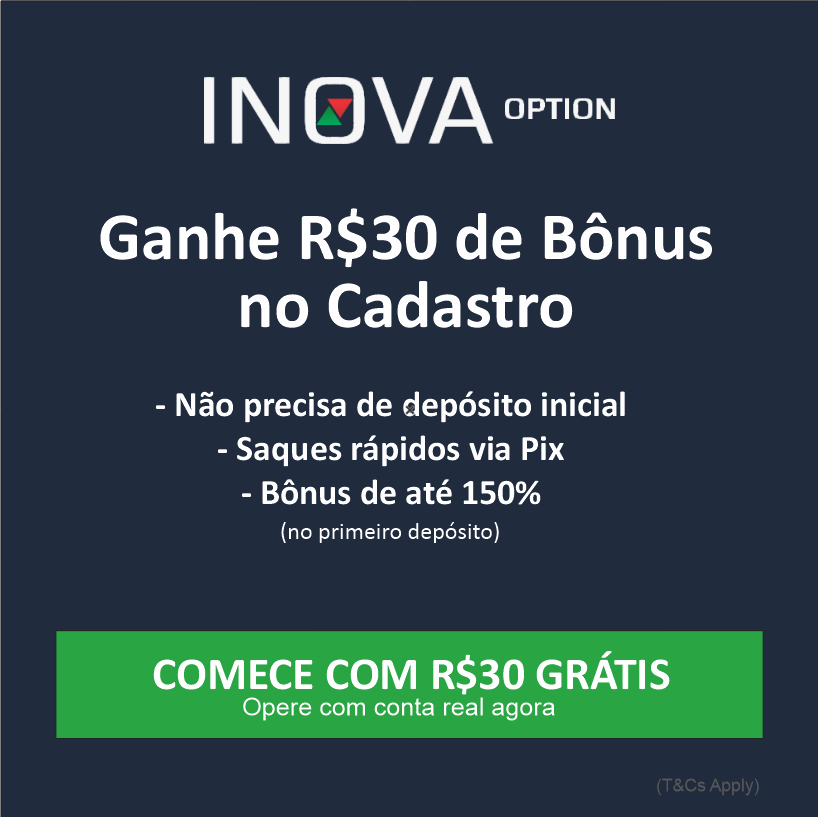 INOVA OPTION
Ganhe R$30 de Bônus
no Cadastro
- Não precisa de depósito inicial
- Saques rápidos via Pix
- Bônus de até 150%
(no primeiro depósito)
COMECE COM R$30 GRÁTIS
Opere com conta real agora
(T&Cs Apply)